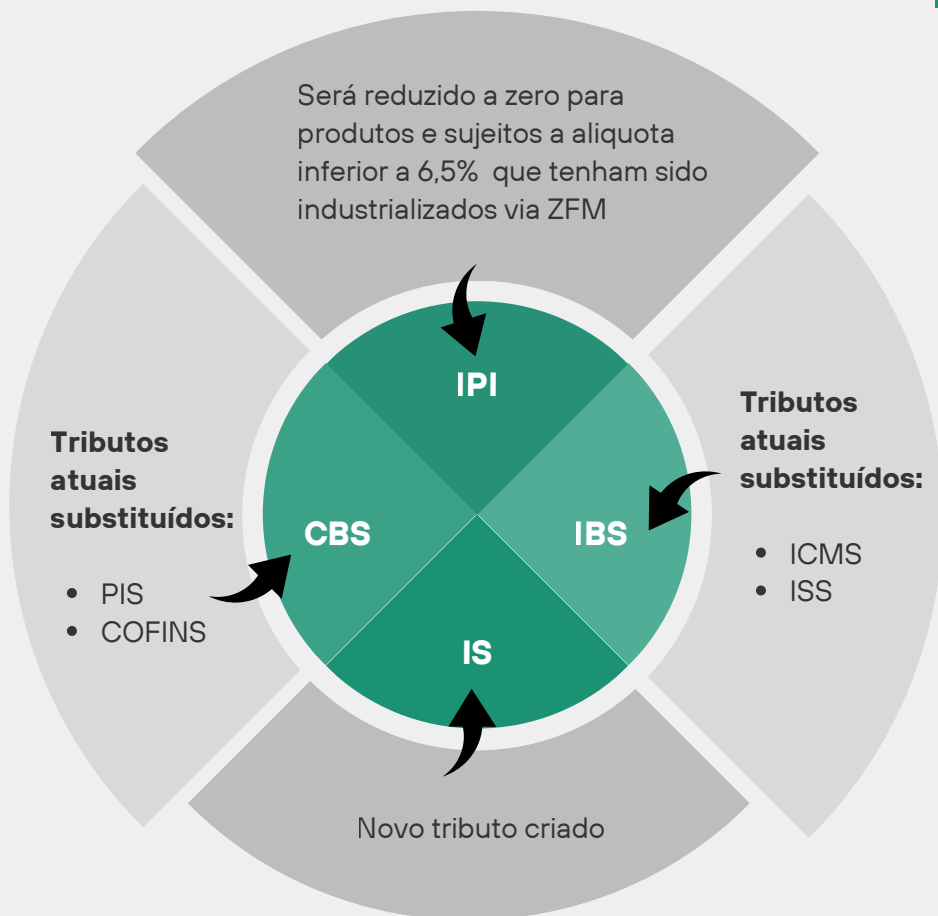 Será reduzido a zero para
produtos e sujeitos a aliquota
inferior a 6,5% que tenham sido
industrializados via ZFM
IPI
Tributos
atuais
substituídos:
• PIS
• COFINS
CBS
IBS
Tributos
atuais
substituídos:
• ICMS
• ISS
IS
Novo tributo criado